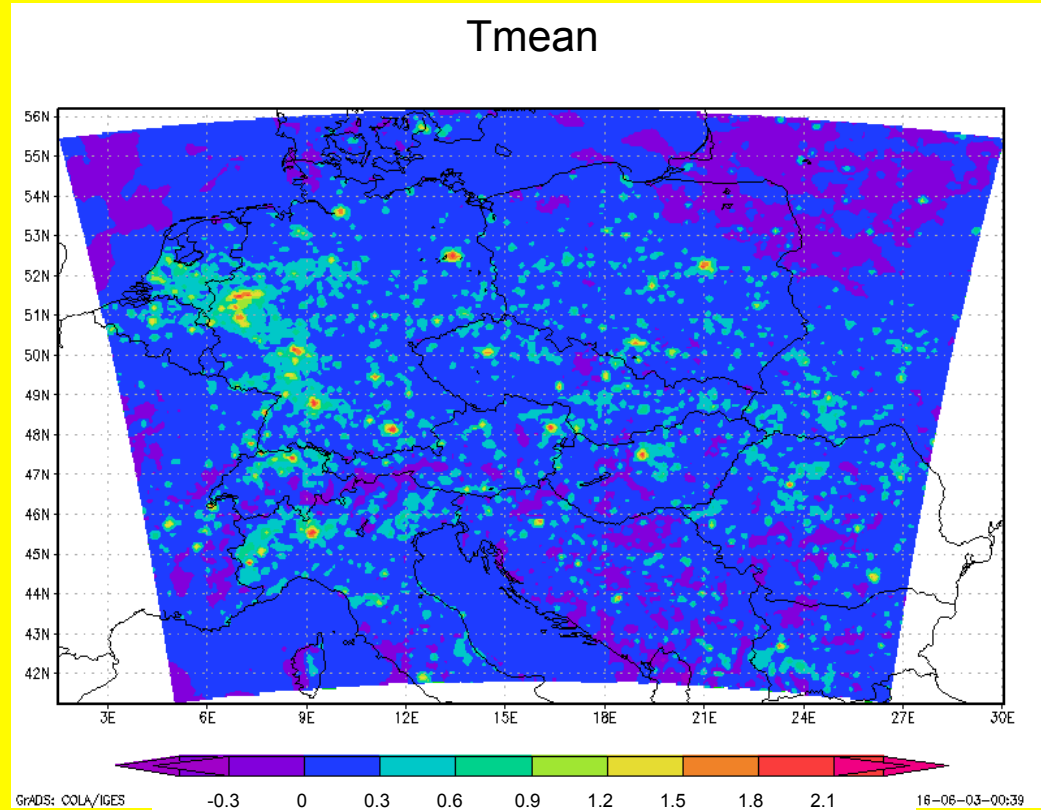 Tmean
56N
55N
54N
53N
52N
51N
50N
49N
48N
47N
46N
45N
44N
43N
42N
3E 6E 9E 12E 15E 18E 21E 24E 27E 30E
-0.3 0 0.3 0.6 0.9 1.2 1.5 1.8 2.1
GrADS: COLA/IGES 16-06-03-00:39